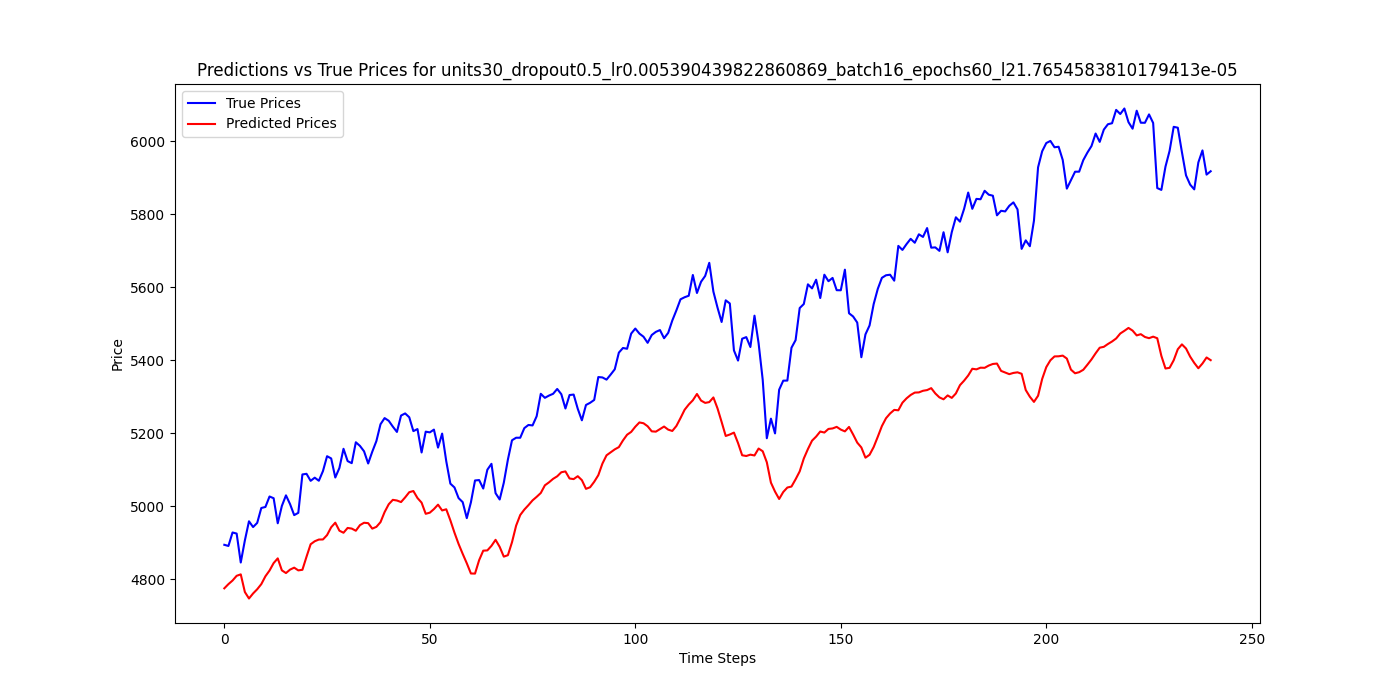 Predictions vs True Prices for units30_dropout0.5_lr0.005390439822860869_batch16_epochs60_l21.7654583810179413e-05
True Prices
Predicted Prices
6000
5800
5600
5400
5200
5000
4800
Price
0 50 100 150 200 250
Time Steps